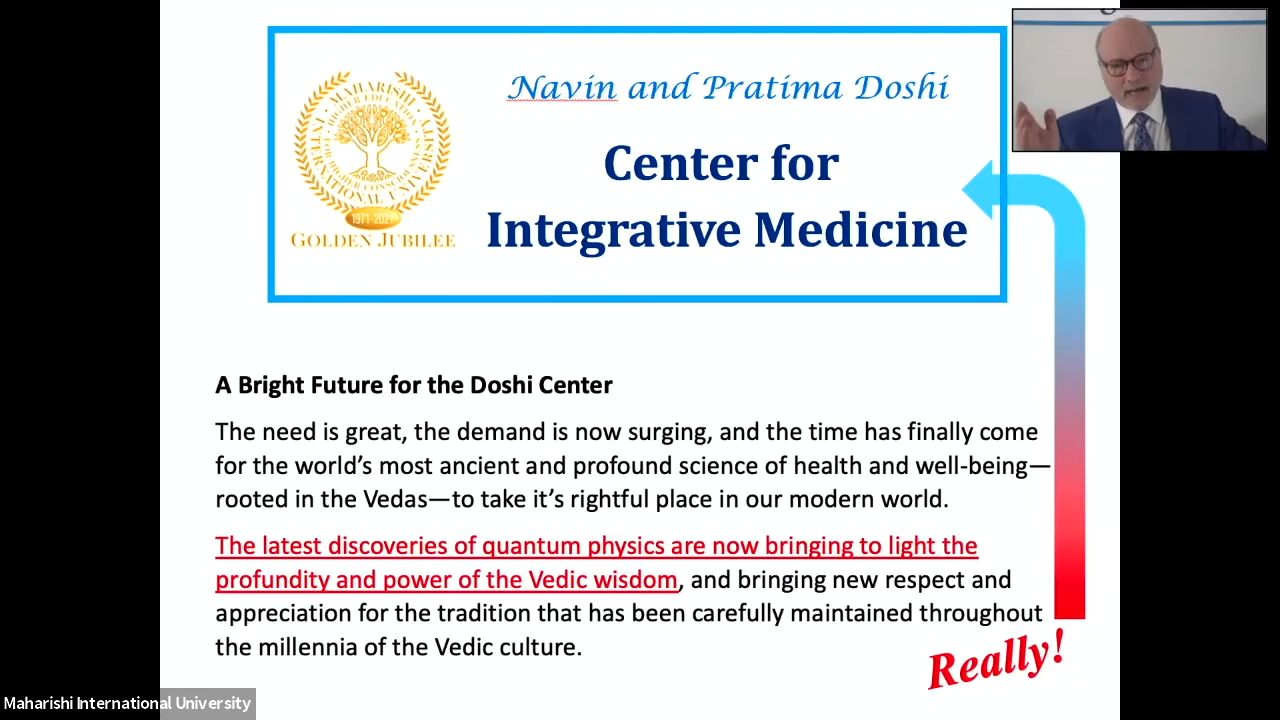 Navin and Pratima Doshi
Center for
Integrative Medicine
MAHARISHI INTERNATIONAL UNIVERSITY
1971-2021
GOLDEN JUBILEE
A Bright Future for the Doshi Center
The need is great, the demand is now surging, and the time has finally come
for the world’s most ancient and profound science of health and well-being—
rooted in the Vedas—to take it’s rightful place in our modern world.
The latest discoveries of quantum physics are now bringing to light the
profundity and power of the Vedic wisdom, and bringing new respect and
appreciation for the tradition that has been carefully maintained throughout
the millennia of the Vedic culture.
Really!
Maharishi International University